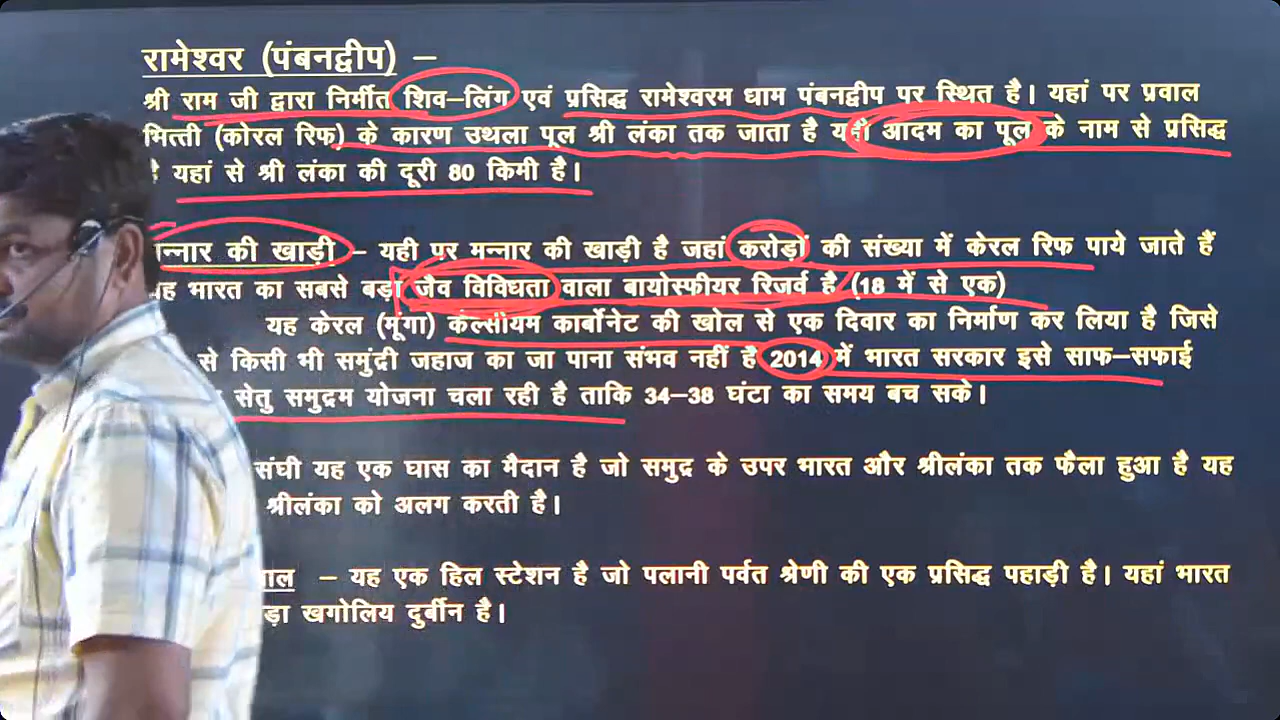 रामेश्वर (पंबनद्वीप) –
श्री राम जी द्वारा निर्मीत शिव–लिंग एवं प्रसिद्ध रामेश्वरम धाम पंबनद्वीप पर स्थित है। यहां पर प्रवाल
भित्ती (कोरल रिफ) के कारण उथला पूल श्री लंका तक जाता है आदम का पूल के नाम से प्रसिद्ध
यहां से श्री लंका की दूरी 80 किमी है।
की खाड़ी – यही पर मन्नार की खाड़ी है जहां करोड़ों की संख्या में केरल रिफ पाये जाते हैं
भारत का सबसे बड़ा जैव विविधता वाला बायोस्फीयर रिजर्व है (18 में से एक)
यह केरल (मूंगा) कैल्सीयम कार्बोनेट की खोल से एक दिवार का निर्माण कर लिया है जिसे
से किसी भी समुंद्री जहाज का जा पाना संभव नहीं है 2014 में भारत सरकार इसे साफ–सफाई
सेतु समुद्रम योजना चला रही है ताकि 34–38 घंटा का समय बच सके।
संघी यह एक घास का मैदान है जो समुद्र के उपर भारत और श्रीलंका तक फैला हुआ है यह
श्रीलंका को अलग करती है।
– यह एक हिल स्टेशन है जो पलानी पर्वत श्रेणी की एक प्रसिद्ध पहाड़ी है। यहां भारत
खगोलिय दुर्बीन है।